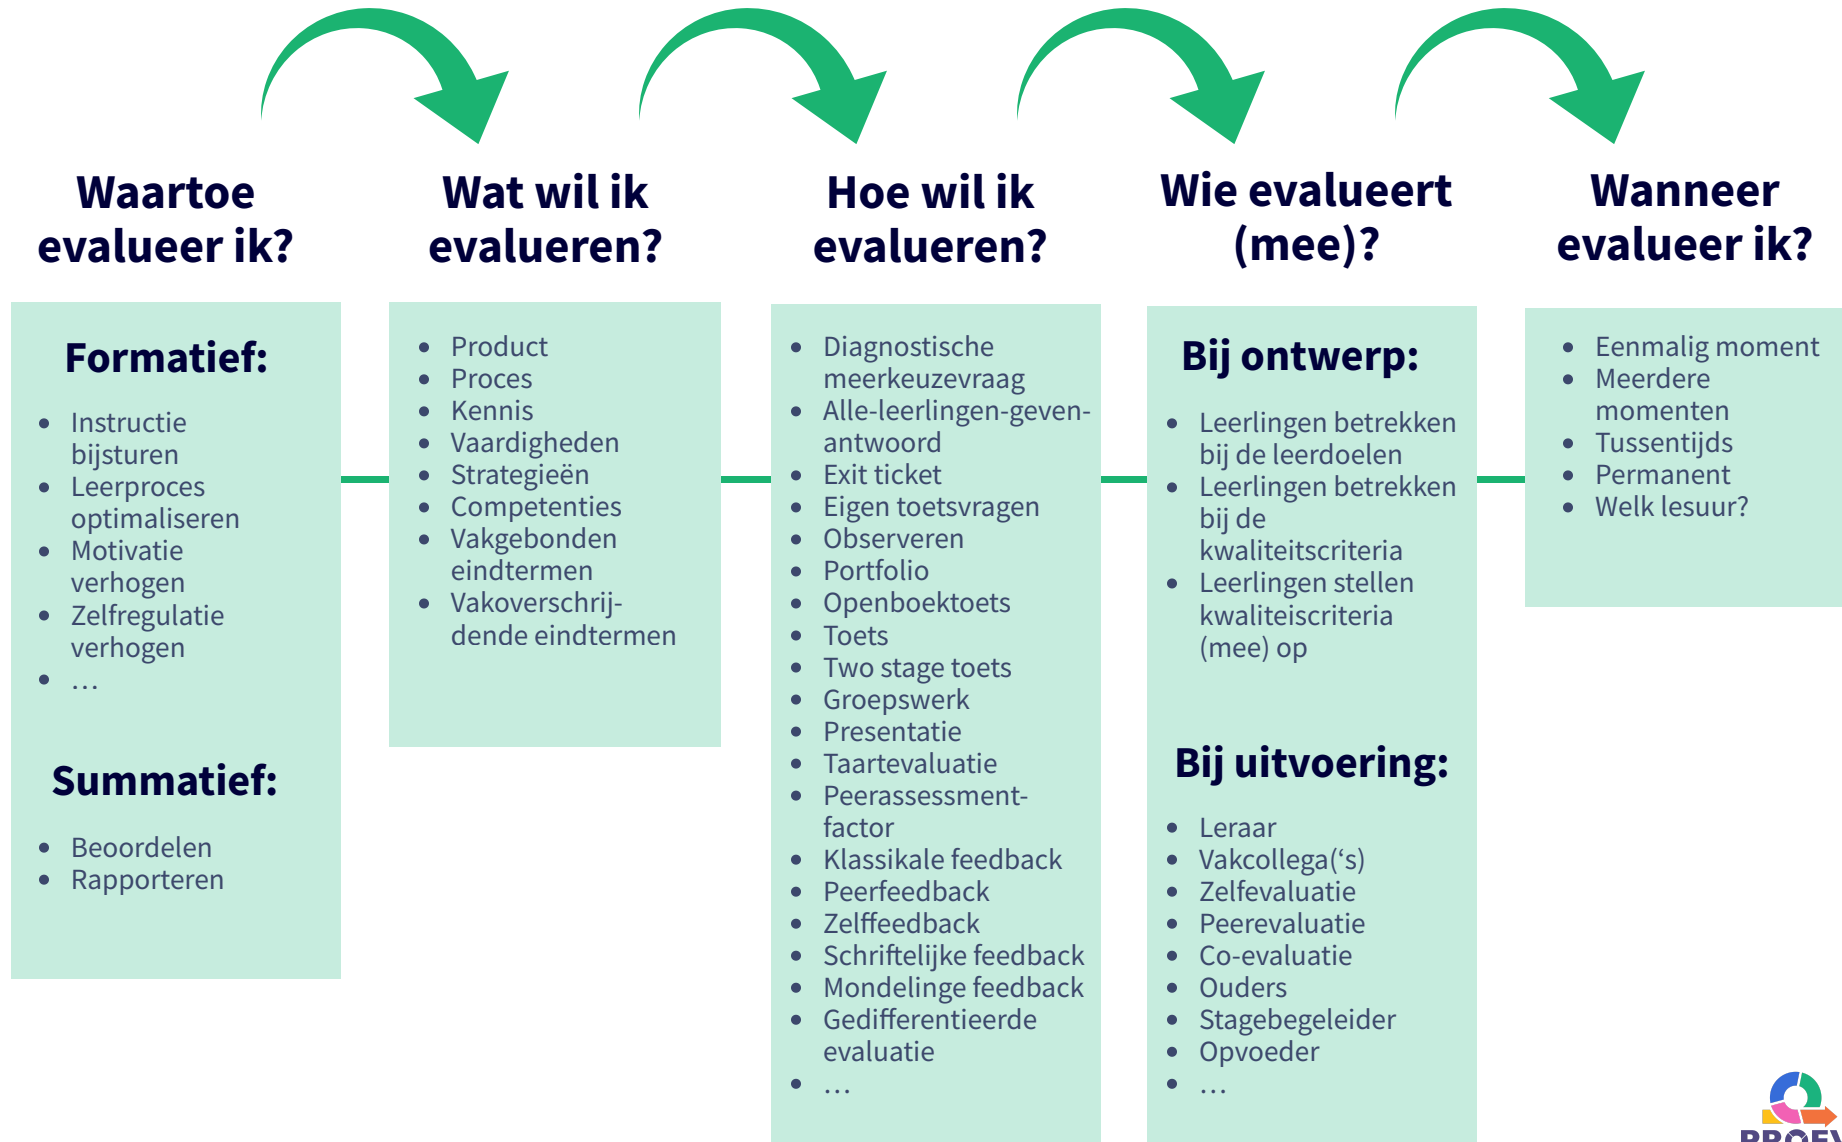 Waartoe
evalueer ik?
Formatief:
• Instructie
bijsturen
• Leerproces
optimaliseren
• Motivatie
verhogen
• Zelfregulatie
verhogen
• …
Summatief:
• Beoordelen
• Rapporteren
Wat wil ik
evalueren?
• Product
• Proces
• Kennis
• Vaardigheden
• Strategieën
• Competenties
• Vakgebonden
eindtermen
• Vakoverschrij-
dende eindtermen
Hoe wil ik
evalueren?
• Diagnostische
meerkeuzevraag
• Alle-leerlingen-geven-
antwoord
• Exit ticket
• Eigen toetsvragen
• Observeren
• Portfolio
• Openboektoets
• Toets
• Two stage toets
• Groepswerk
• Presentatie
• Taartevaluatie
• Peerassessment-
factor
• Klassikale feedback
• Peerfeedback
• Zelffeedback
• Schriftelijke feedback
• Mondelinge feedback
• Gedifferentieerde
evaluatie
• …
Wie evalueert
(mee)?
Bij ontwerp:
• Leerlingen betrekken
bij de leerdoelen
• Leerlingen betrekken
bij de
kwaliteitscriteria
• Leerlingen stellen
kwaliteiscriteria
(mee) op
Bij uitvoering:
• Leraar
• Vakcollega(‘s)
• Zelfevaluatie
• Peerevaluatie
• Co-evaluatie
• Ouders
• Stagebegeleider
• Opvoeder
• …
Wanneer
evalueer ik?
• Eenmalig moment
• Meerdere
momenten
• Tussentijds
• Permanent
• Welk lesuur?